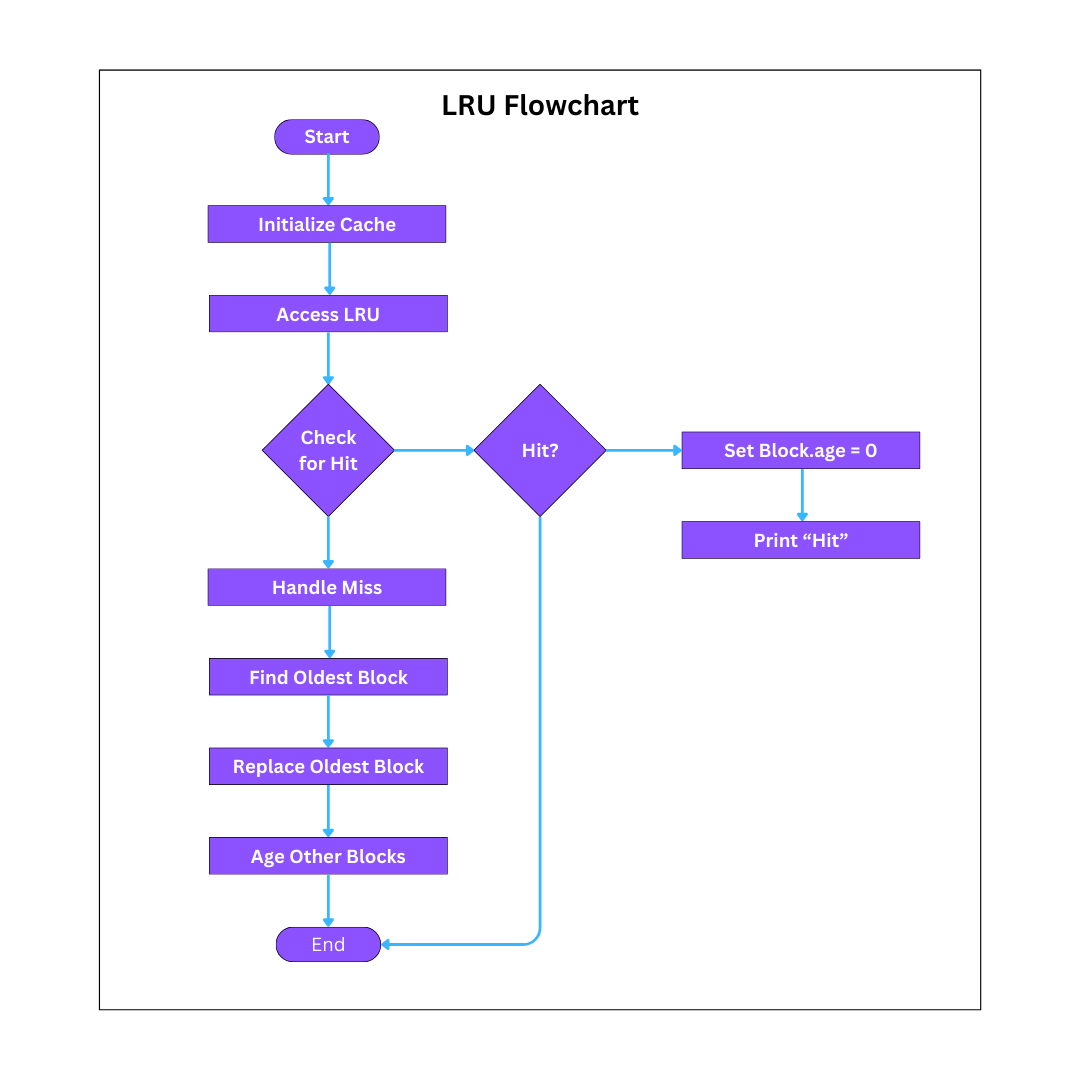 LRU Flowchart
Start
Initialize Cache
Access LRU
Check
for Hit
Hit?
Set Block.age = 0
Print “Hit”
Handle Miss
Find Oldest Block
Replace Oldest Block
Age Other Blocks
End